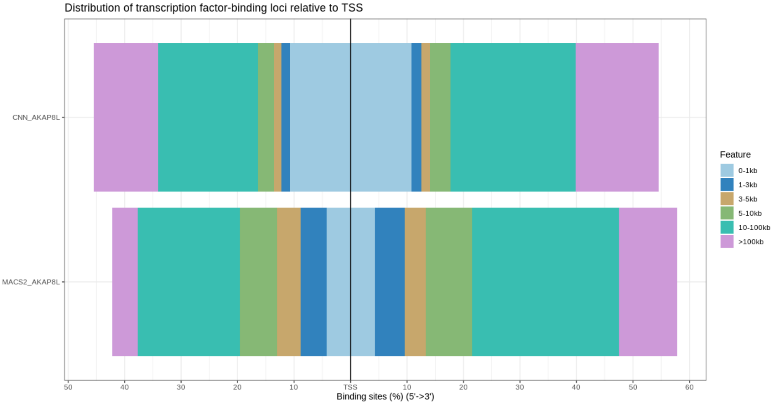 Distribution of transcription factor-binding loci relative to TSS
CNN_AKAP8L
MACS2_AKAP8L
50 40 30 20 10 TSS 10 20 30 40 50 60
Binding sites (%) (5'->3')
Feature
0-1kb
1-3kb
3-5kb
5-10kb
10-100kb
>100kb